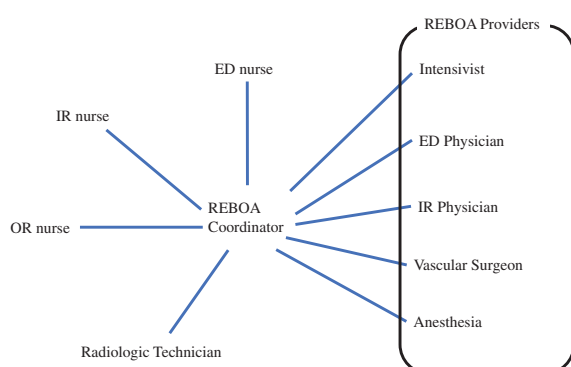 REBOA Providers
ED nurse
Intensivist
IR nurse
ED Physician
REBOA
Coordinator
IR Physician
OR nurse
Vascular Surgeon
Anesthesia
Radiologic Technician